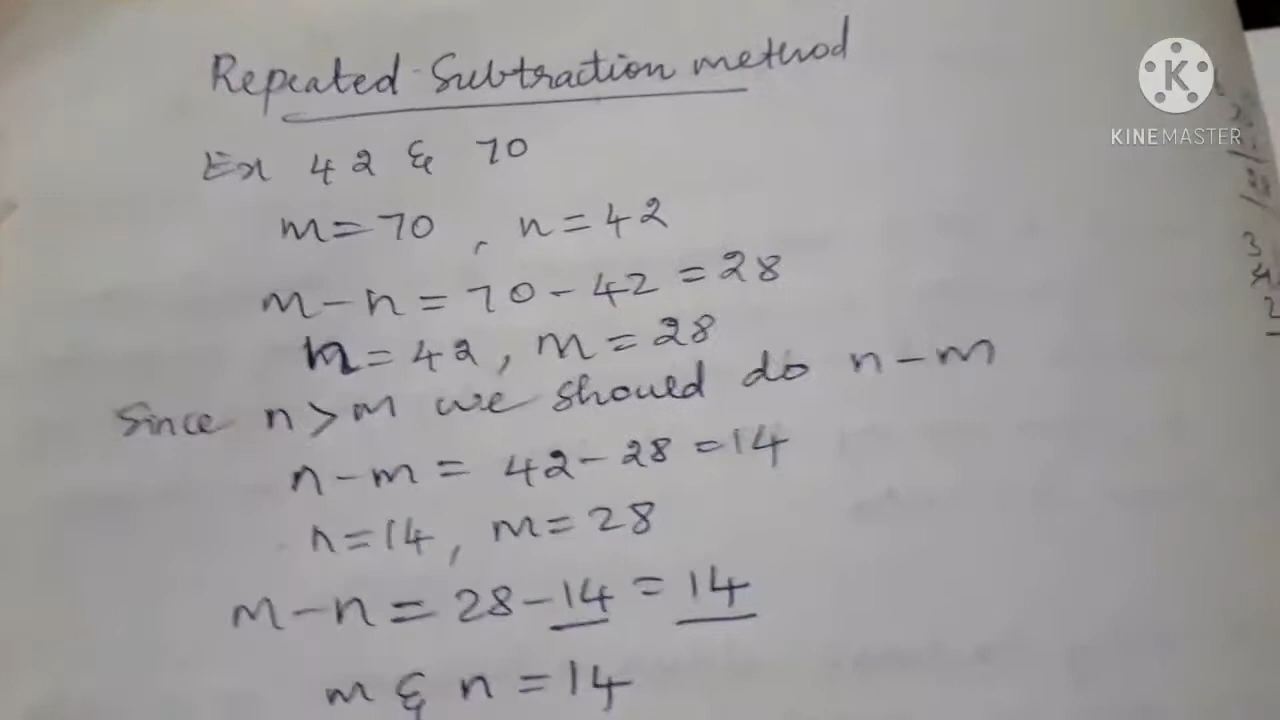 Repeated Subtraction method
Ex 42 & 70
m = 70, n = 42
m - n = 70 - 42 = 28
n = 42, m = 28
Since n > m we should do n - m
n - m = 42 - 28 = 14
n = 14, m = 28
m - n = 28 - 14 = 14
m & n = 14
KINEMASTER